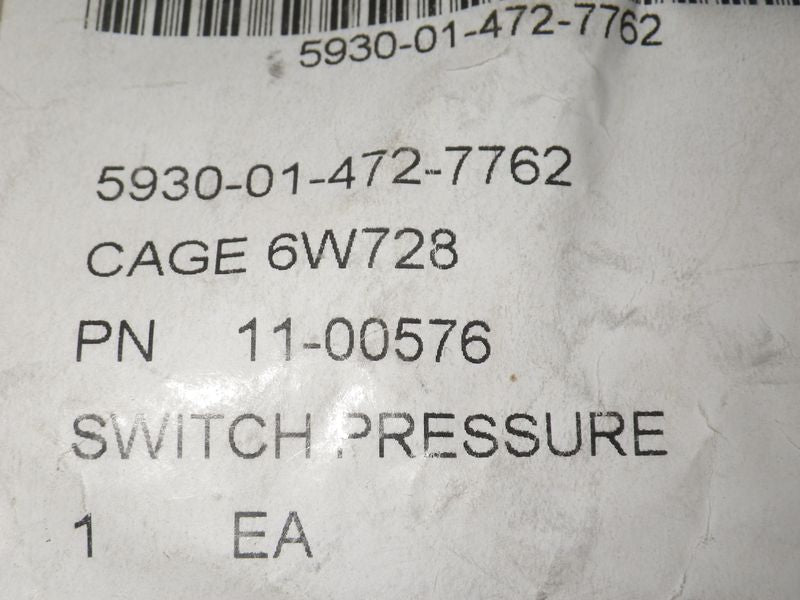 5930-01-472-7762
5930-01-472-7762
CAGE 6W728
PN 11-00576
SWITCH PRESSURE
1 EA